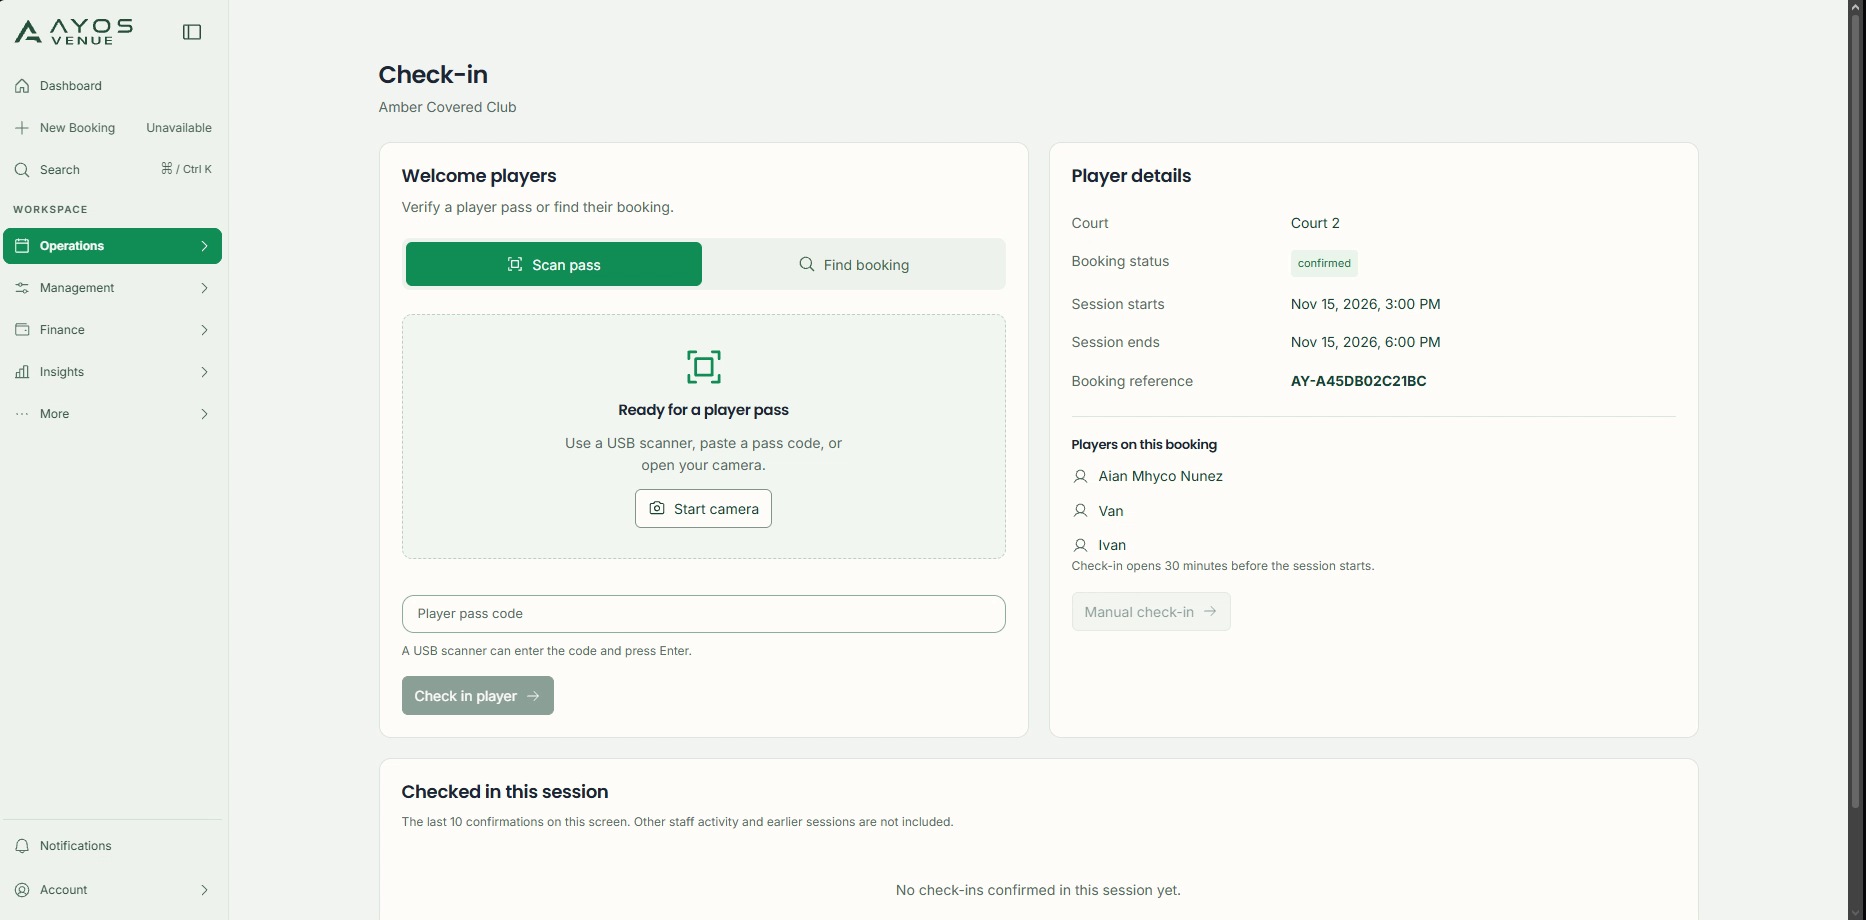 AYOS
VENUE
Dashboard
New Booking Unavailable
Search ⌘ / Ctrl K
WORKSPACE
Operations
Management
Finance
Insights
More
Notifications
Account
Check-in
Amber Covered Club
Welcome players
Verify a player pass or find their booking.
Scan pass Find booking
Ready for a player pass
Use a USB scanner, paste a pass code, or
open your camera.
Start camera
Player pass code
A USB scanner can enter the code and press Enter.
Check in player →
Player details
Court Court 2
Booking status confirmed
Session starts Nov 15, 2026, 3:00 PM
Session ends Nov 15, 2026, 6:00 PM
Booking reference AY-A45DB02C21BC
Players on this booking
Aian Mhyco Nunez
Van
Ivan
Check-in opens 30 minutes before the session starts.
Manual check-in →
Checked in this session
The last 10 confirmations on this screen. Other staff activity and earlier sessions are not included.
No check-ins confirmed in this session yet.